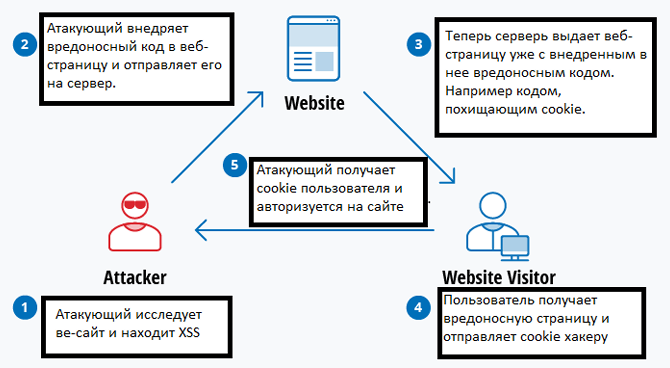 2
Атакующий внедряет
вредоносный код в веб-
страницу и отправляет его
на сервер.
Website
3
Теперь серверь выдает веб-
страницу уже с внедренным в
нее вредоносным кодом.
Например кодом,
похищающим cookie.
5
Атакующий получает
cookie пользователя и
авторизуется на сайте
Attacker
Website Visitor
1
Атакующий исследует
ве-сайт и находит XSS
4
Пользователь получает
вредоносную страницу и
отправляет cookie хакеру